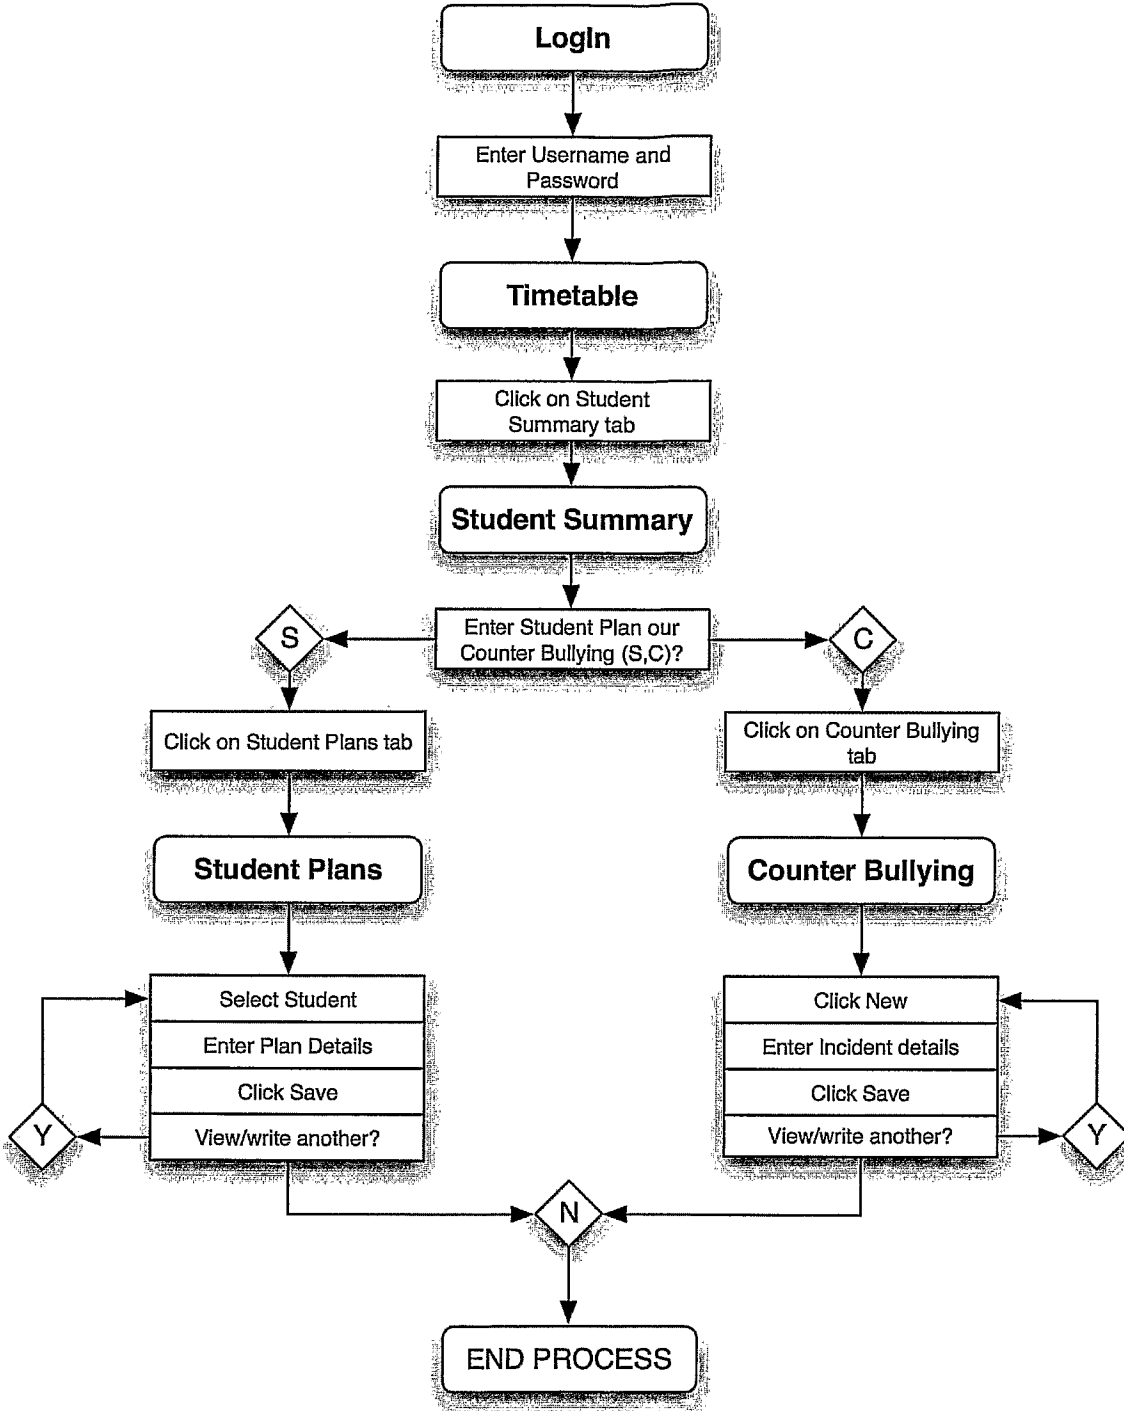 LogIn
Enter Username and
Password
Timetable
Click on Student
Summary tab
Student Summary
Enter Student Plan our
Counter Bullying (S,C)?
S
C
Click on Student Plans tab
Click on Counter Bullying
tab
Student Plans
Counter Bullying
Select Student
Enter Plan Details
Click Save
View/write another?
Y
Click New
Enter Incident details
Click Save
View/write another?
Y
N
END PROCESS